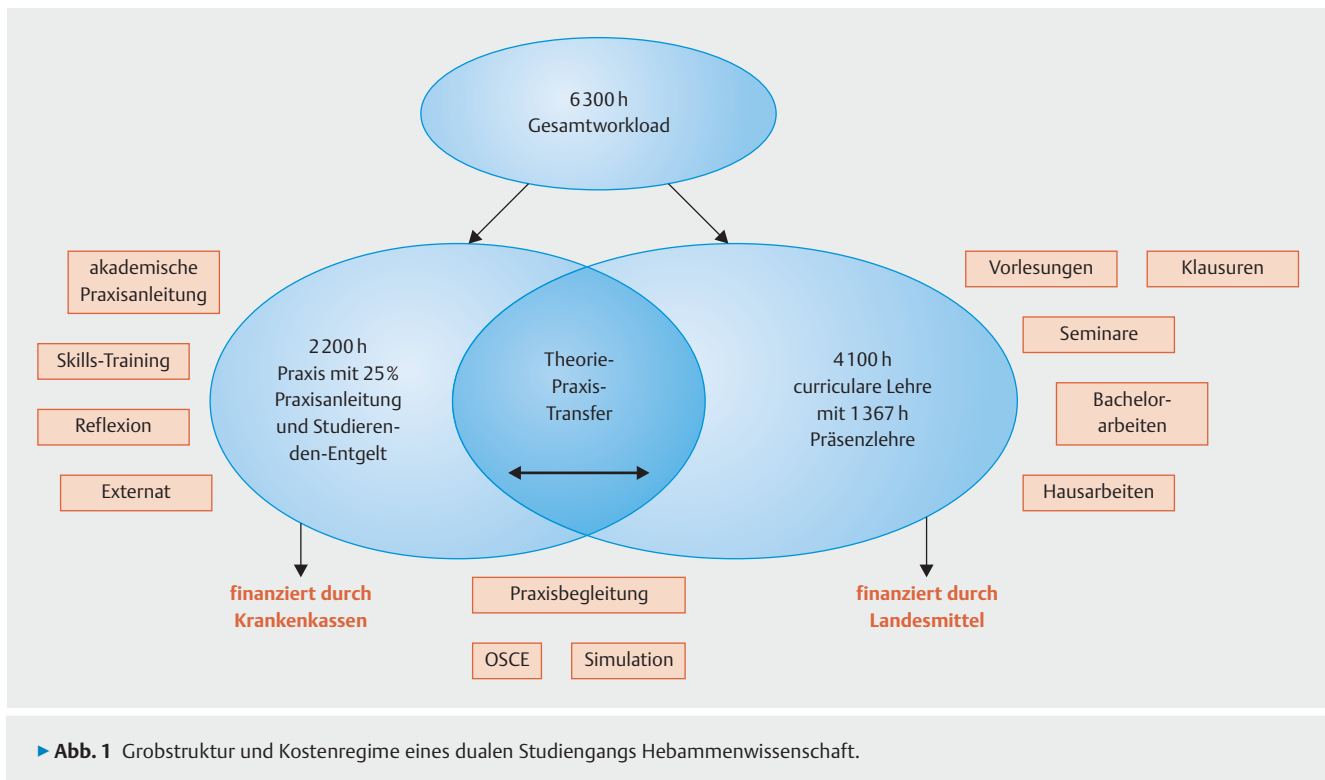 6300 h
Gesamtworkload
akademische
Praxisanleitung
Skills-Training
Reflexion
Externat
2200 h
Praxis mit 25%
Praxisanleitung
und Studieren-
den-Entgelt
Theorie-
Praxis-
Transfer
4100 h
curriculare Lehre
mit 1367 h
Präsenzlehre
Vorlesungen
Klausuren
Seminare
Bachelor-
arbeiten
Hausarbeiten
finanziert durch
Krankenkassen
Praxisbegleitung
OSCE
Simulation
finanziert durch
Landesmittel
▶ Abb. 1 Grobstruktur und Kostenregime eines dualen Studiengangs Hebammenwissenschaft.